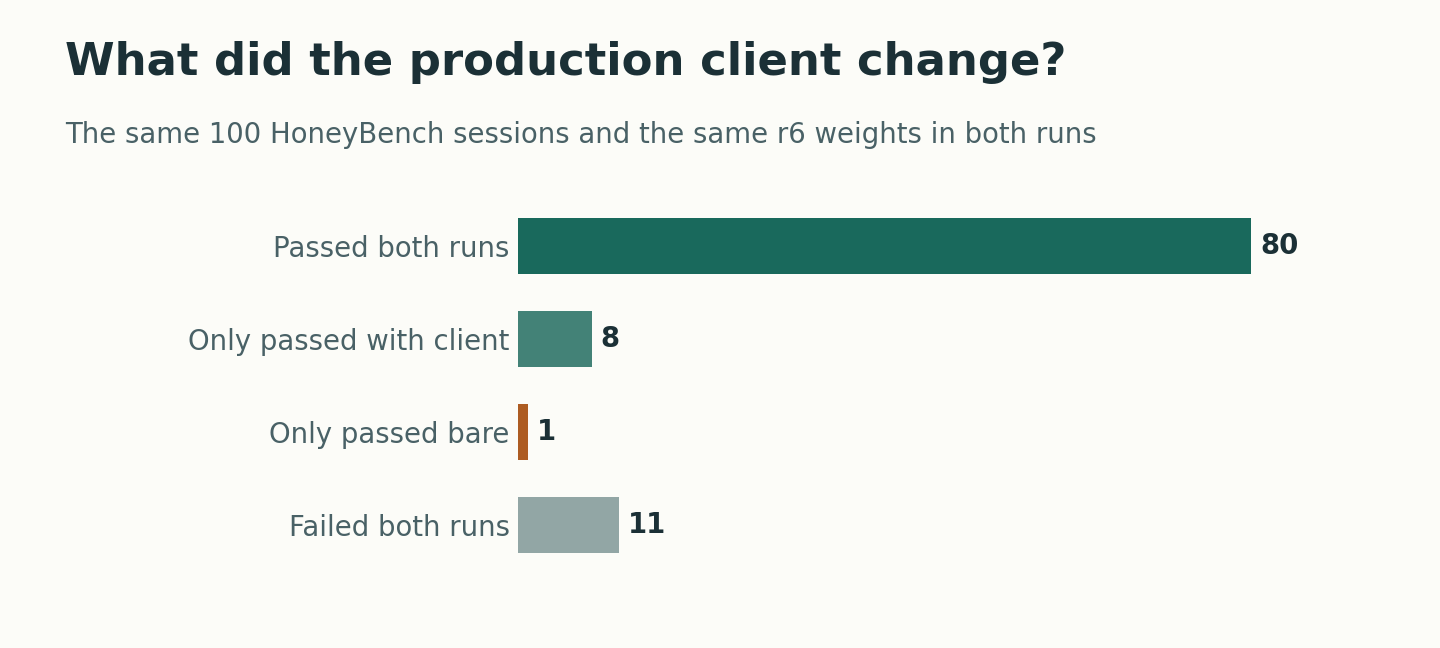 What did the production client change?
The same 100 HoneyBench sessions and the same r6 weights in both runs
Passed both runs 80
Only passed with client 8
Only passed bare 1
Failed both runs 11